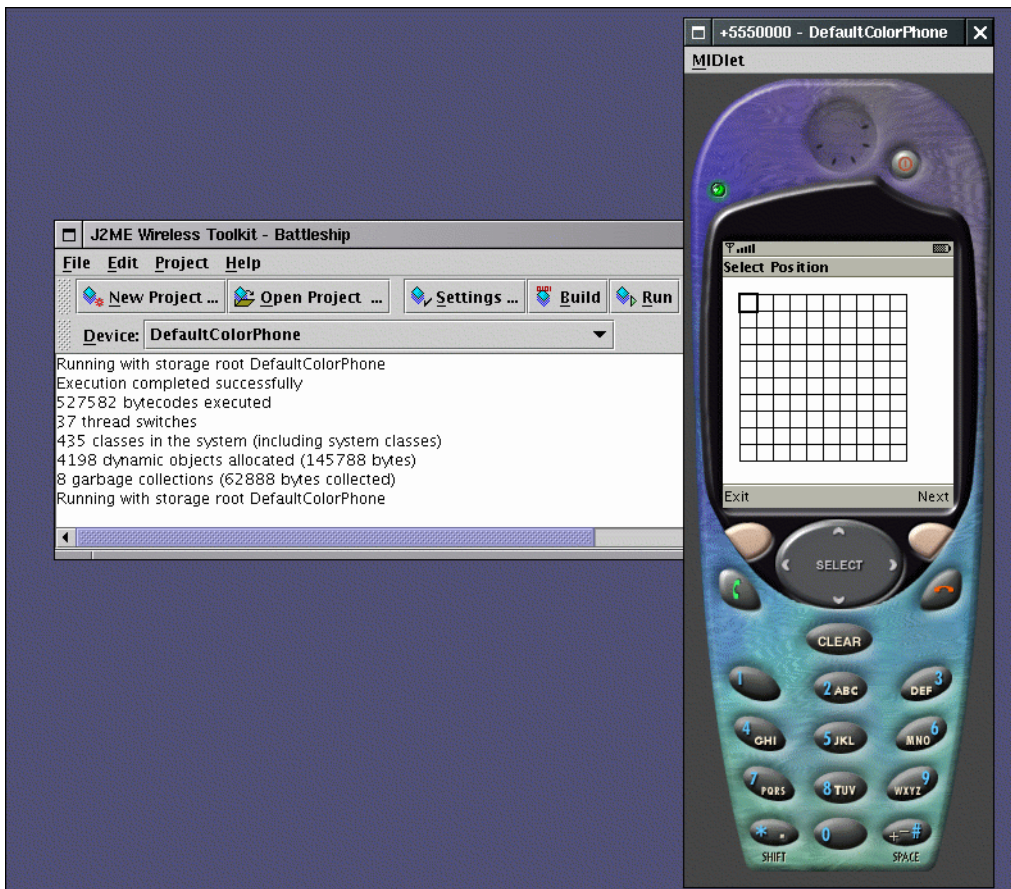 J2ME Wireless Toolkit - Battleship
File Edit Project Help
New Project ... Open Project ... Settings ... Build Run
Device: DefaultColorPhone
Running with storage root DefaultColorPhone
Execution completed successfully
527582 bytecodes executed
37 thread switches
435 classes in the system (including system classes)
4198 dynamic objects allocated (145788 bytes)
8 garbage collections (62888 bytes collected)
Running with storage root DefaultColorPhone
+5550000 - DefaultColorPhone
MIDlet
Select Position
Exit Next
SELECT
CLEAR
1 2 ABC DEF 3
4 GHI 5 JKL MNO 6
7 PQRS 8 TUV WXYZ 9
* . 0 +-#
SHIFT SPACE